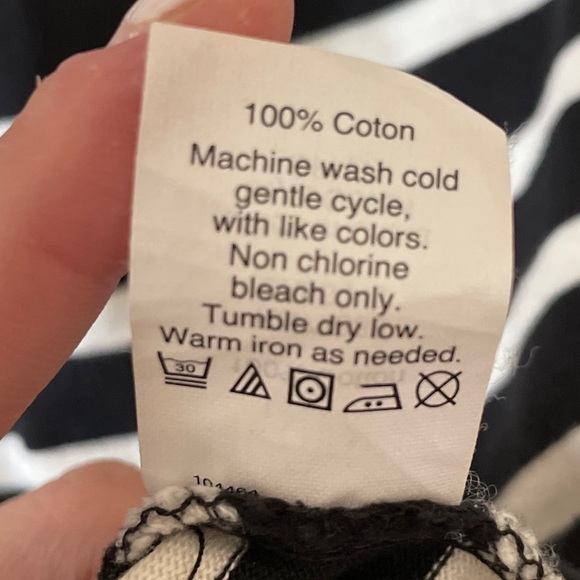 100% Coton
Machine wash cold
gentle cycle,
with like colors.
Non chlorine
bleach only.
Tumble dry low.
Warm iron as needed.
30